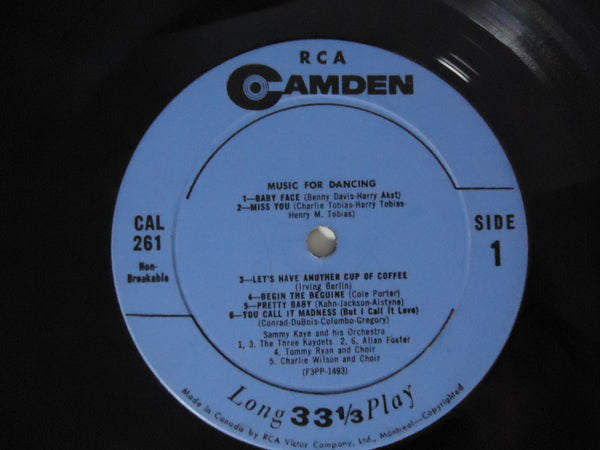 RCA
CAMDEN
MUSIC FOR DANCING
1—BABY FACE (Benny Davis-Harry Akst)
2—MISS YOU (Charlie Tobias-Harry Tobias-
Henry M. Tobias)
CAL
261
Non-
Breakable
SIDE
1
3—LET'S HAVE ANOTHER CUP OF COFFEE
(Irving Berlin)
4—BEGIN THE BEGUINE (Cole Porter)
5—PRETTY BABY (Kahn-Jackson-Alstyne)
6—YOU CALL IT MADNESS (But I Call It Love)
(Conrad-DuBois-Columbo-Gregory)
Sammy Kaye and his Orchestra
1, 3. The Three Kaydets 2, 6. Allan Foster
4. Tommy Ryan and Choir
5. Charlie Wilson and Choir
(F3PP-1493)
Long 33 1/3 Play
Made in Canada by RCA Victor Company, Ltd., Montreal—Copyrighted